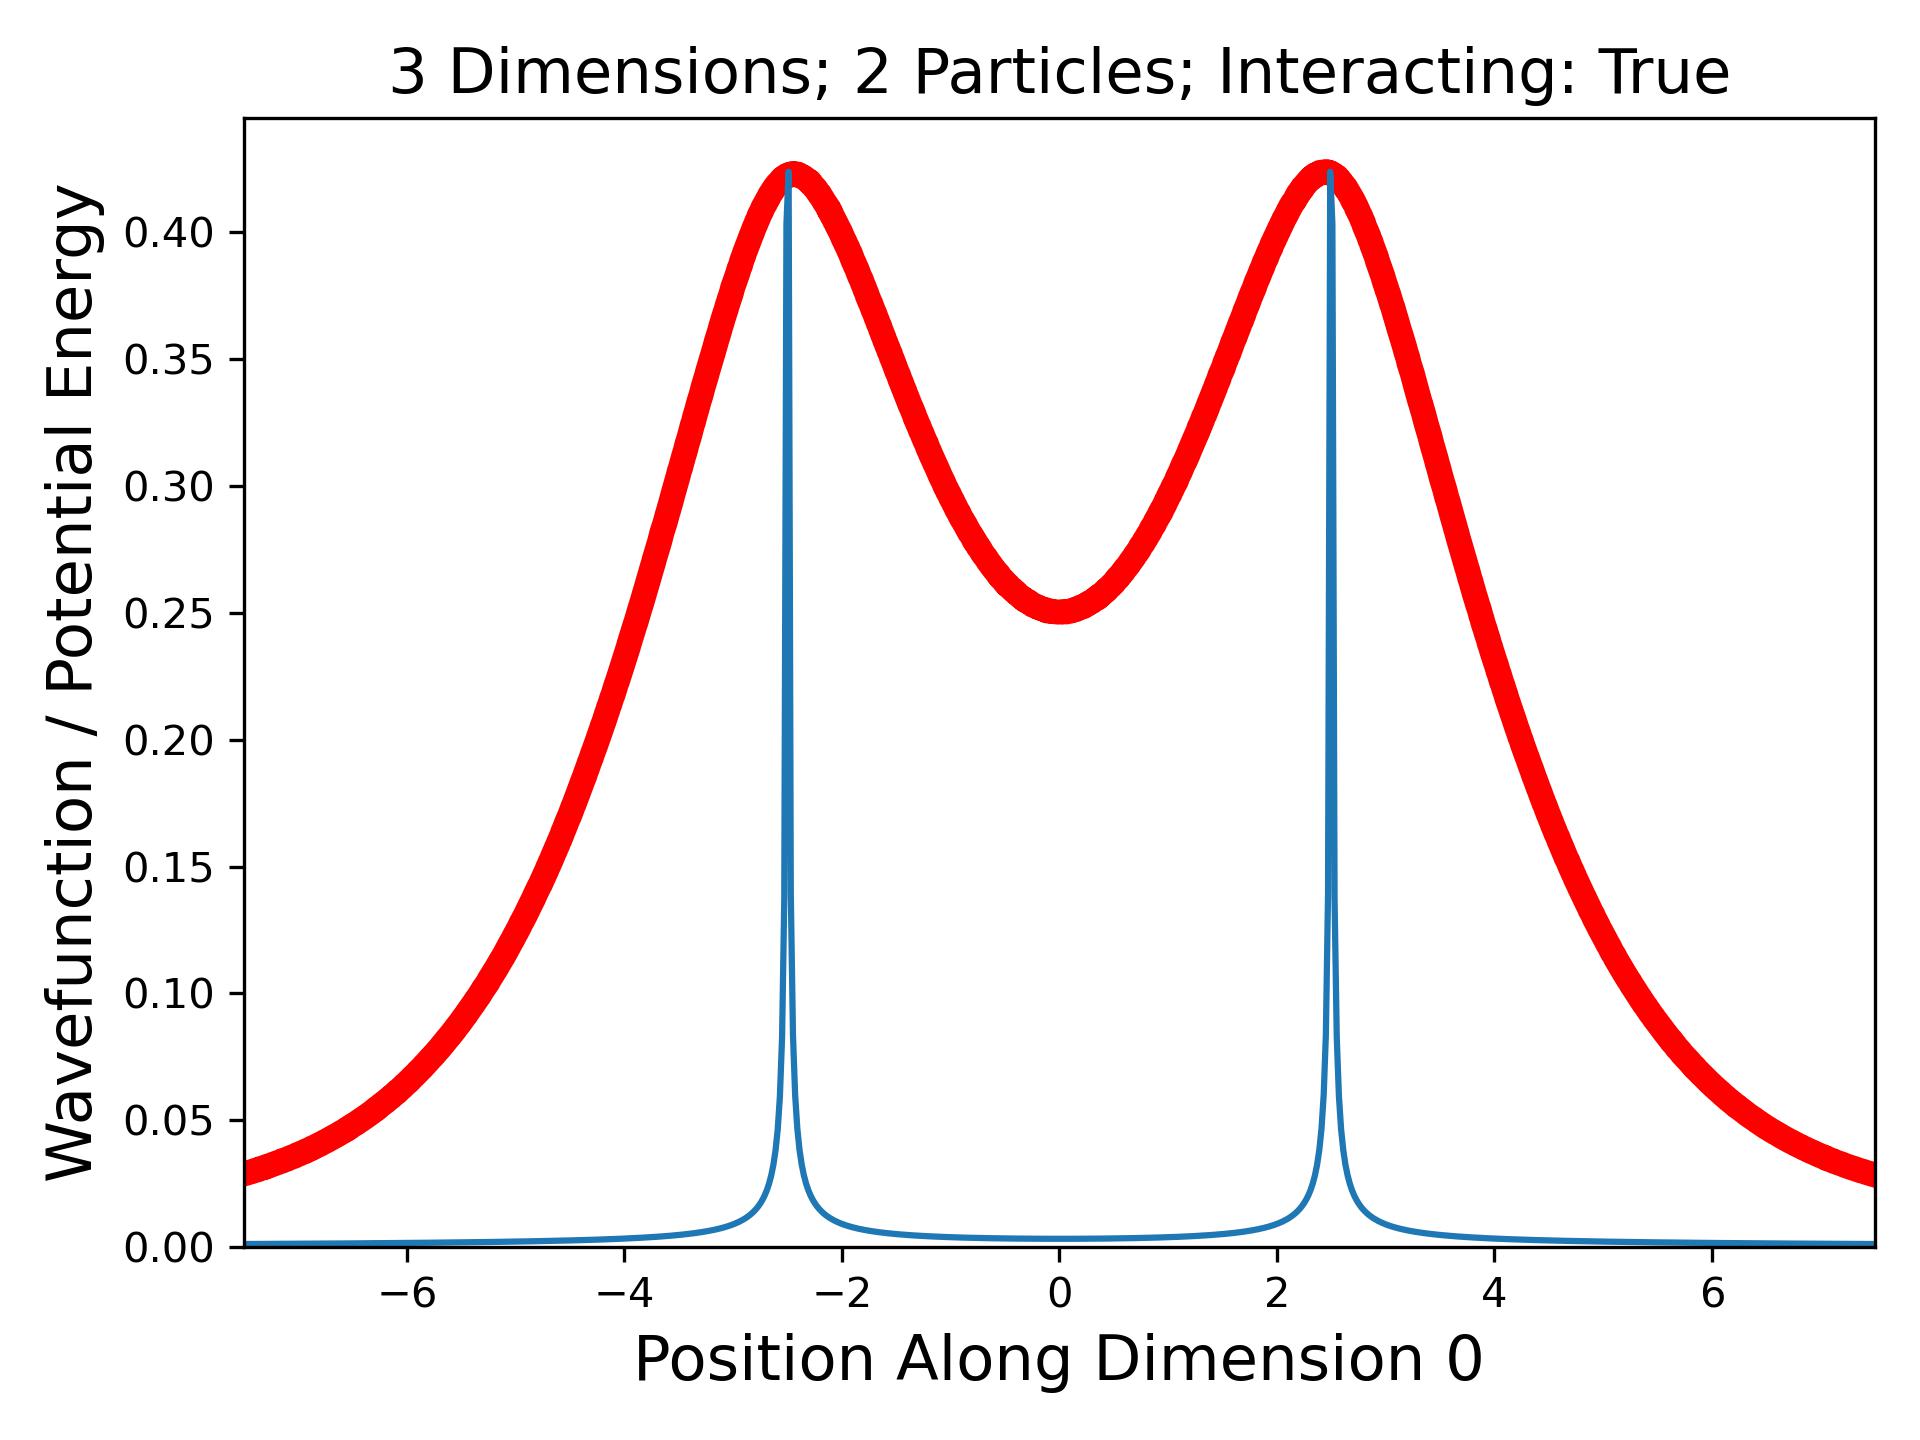 3 Dimensions; 2 Particles; Interacting: True
Wavefunction / Potential Energy
0.40
0.35
0.30
0.25
0.20
0.15
0.10
0.05
0.00
−6 −4 −2 0 2 4 6
Position Along Dimension 0